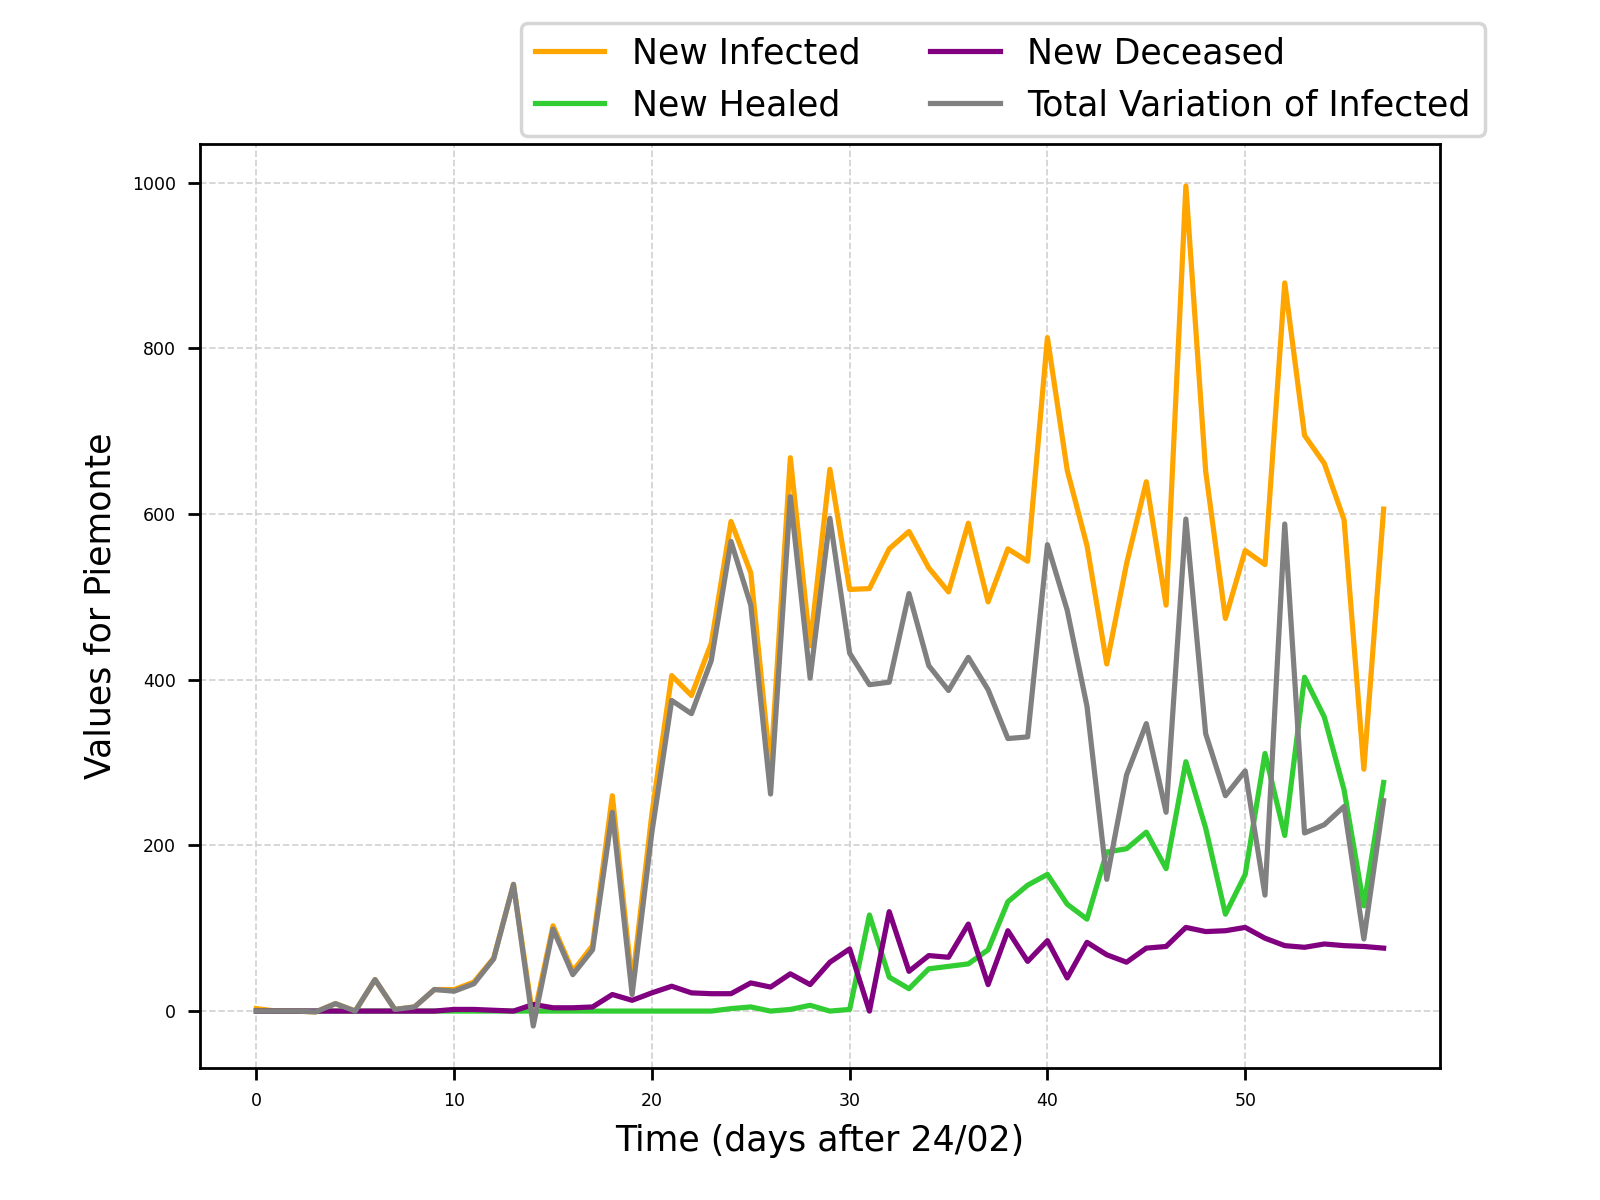 New Infected
New Healed
New Deceased
Total Variation of Infected
1000
800
600
400
200
0
Values for Piemonte
0 10 20 30 40 50
Time (days after 24/02)